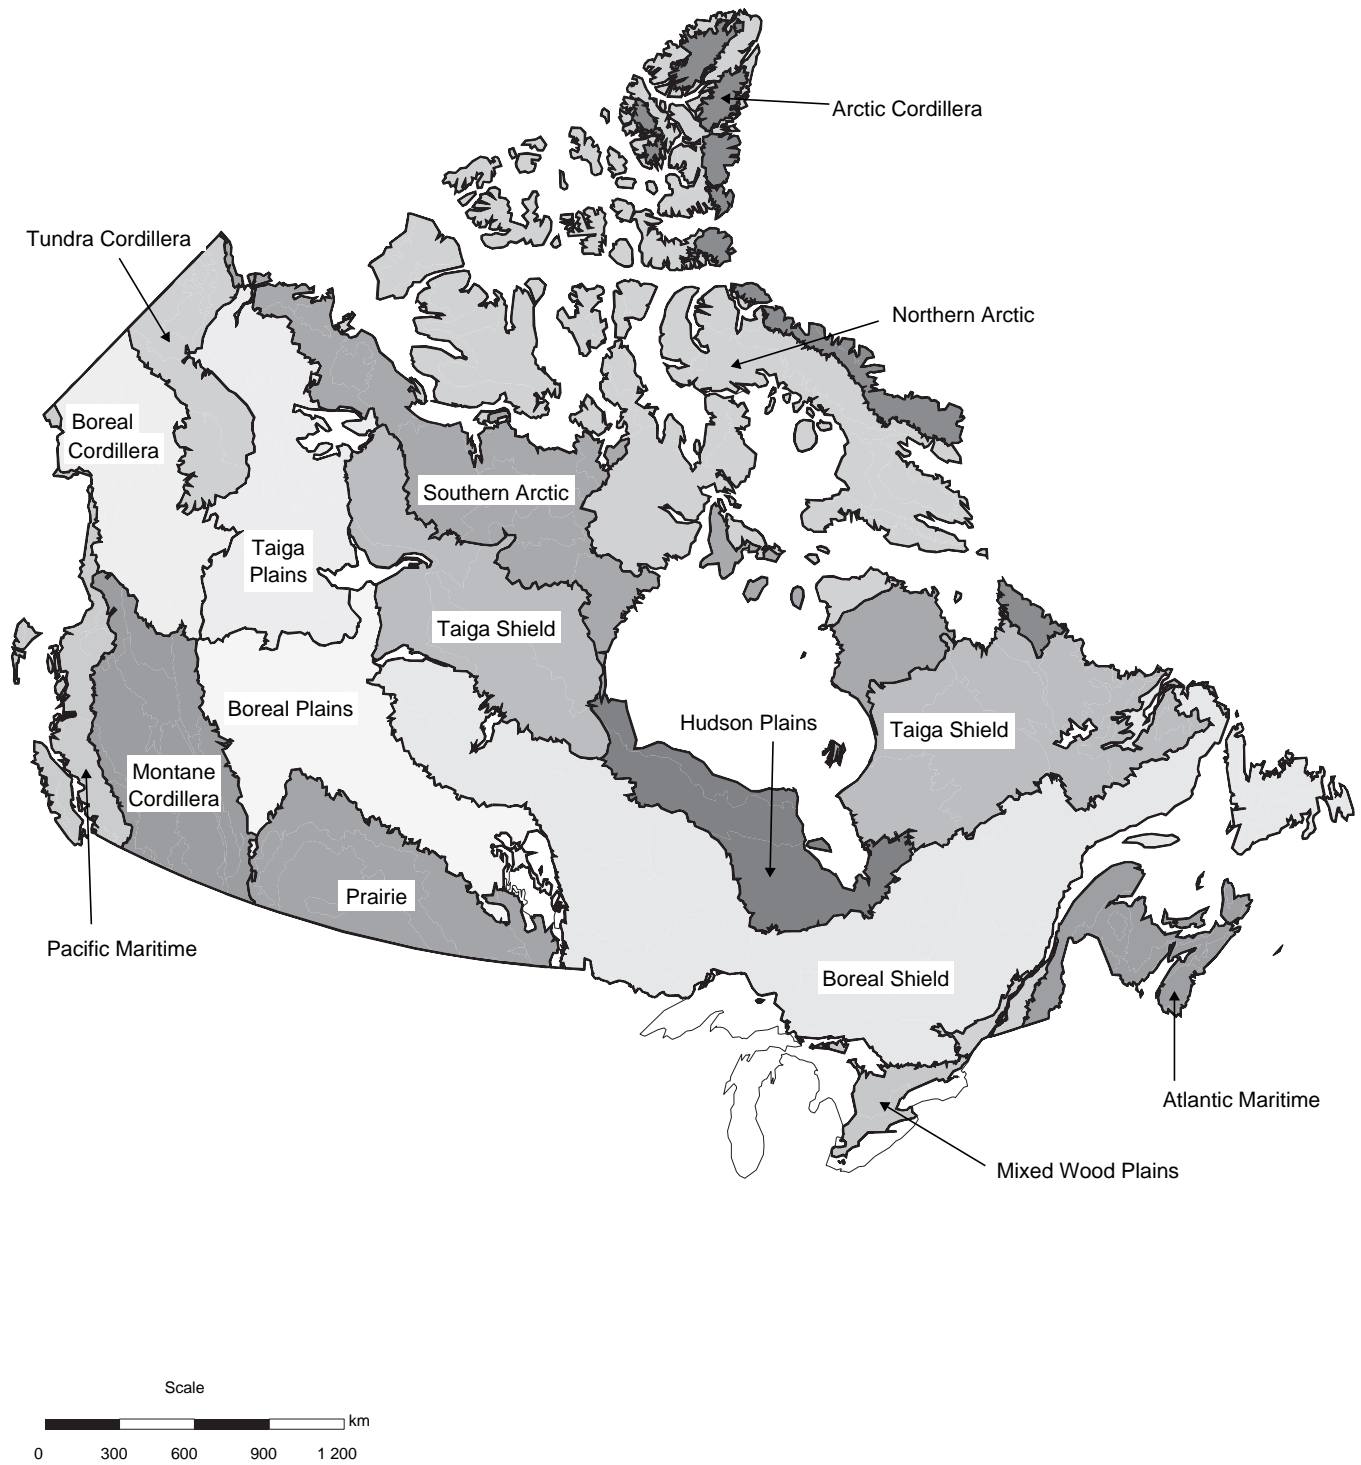 Arctic Cordillera
Tundra Cordillera
Northern Arctic
Boreal
Cordillera
Southern Arctic
Taiga
Plains
Taiga Shield
Boreal Plains
Hudson Plains
Taiga Shield
Montane
Cordillera
Prairie
Pacific Maritime
Boreal Shield
Atlantic Maritime
Mixed Wood Plains
Scale
km
0 300 600 900 1 200